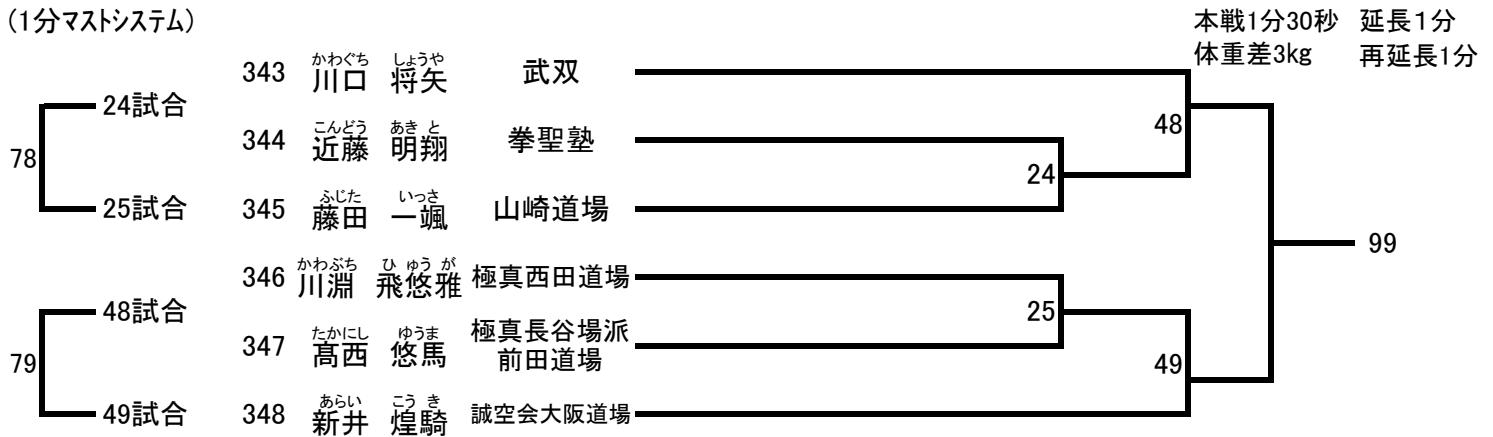 (1分マストシステム)
本戦1分30秒 延長1分
体重差3kg 再延長1分
かわぐち しょうや
343 川口 将矢 武双
24試合
こんどう あき と
344 近藤 明翔 拳聖塾
48
78
24
ふじた いっさ
25試合 345 藤田 一颯 山崎道場
99
かわぶち ひ ゆう が
346 川淵 飛悠雅 極真西田道場
48試合
25
たかにし ゆうま
347 髙西 悠馬 極真長谷場派
前田道場
79
49
あらい こう き
49試合 348 新井 煌騎 誠空会大阪道場